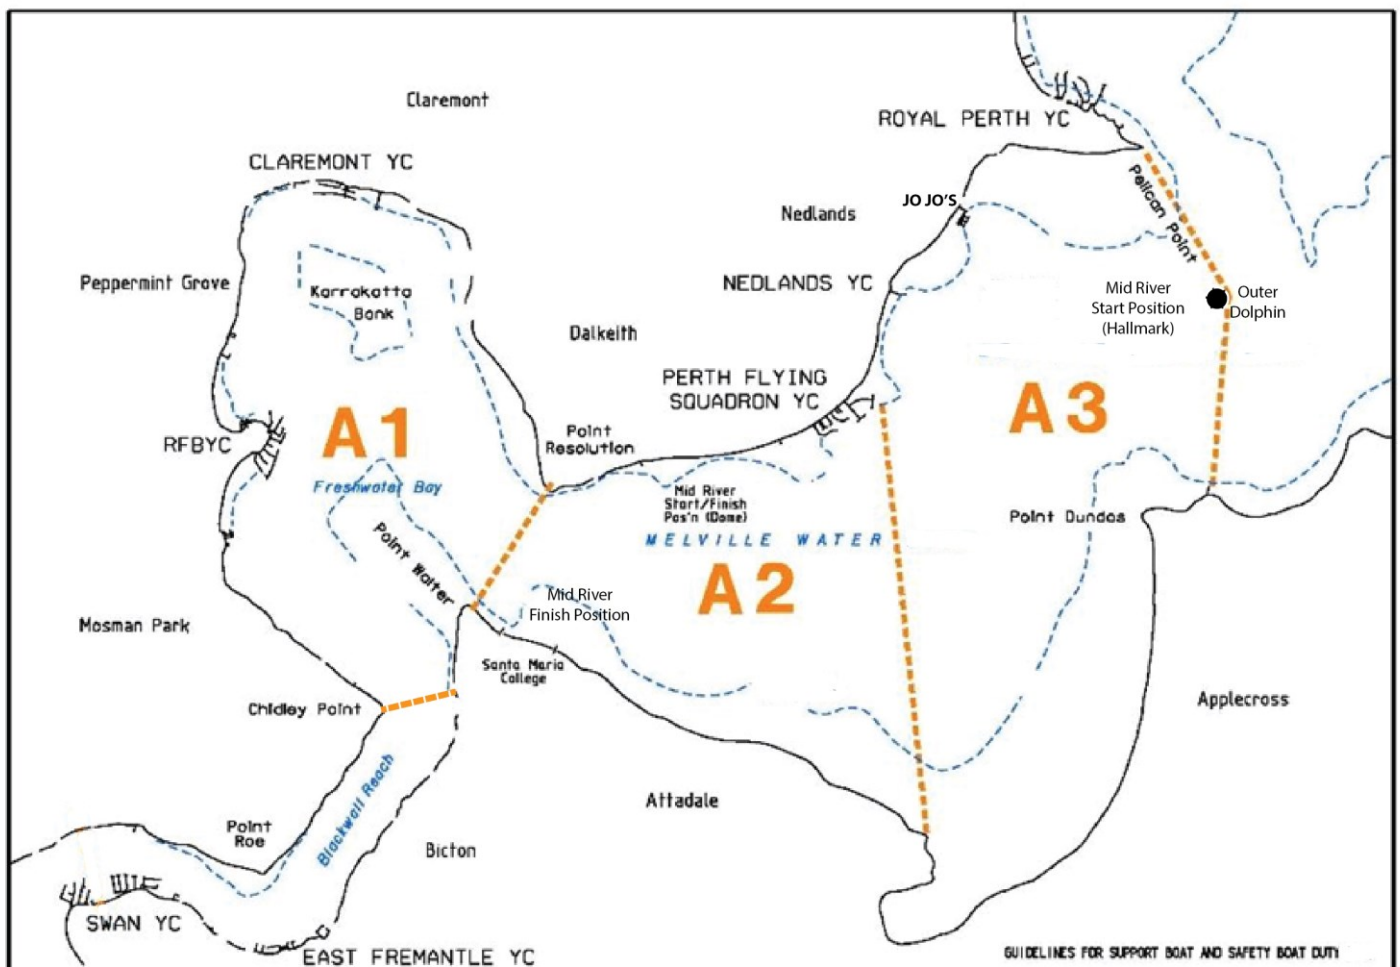 Claremont
ROYAL PERTH YC
CLAREMONT YC
JO JO'S
Nedlands
Pelican Point
Peppermint Grove
Karrakatta
Bank
NEDLANDS YC
Mid River
Start Position
(Hallmark)
Outer
Dolphin
Dalkeith
PERTH FLYING
SQUADRON YC
A1
A3
RFBYC
Point
Resolution
Freshwater Bay
Mid River
Start/Finish
Pos'n (Dome)
Point Dundas
MELVILLE WATER
Point Walter
A2
Mid River
Finish Position
Mosman Park
Santa Maria
College
Chidley Point
Applecross
Blackwall Reach
Attadale
Point
Roe
Bicton
SWAN YC
EAST FREMANTLE YC
GUIDELINES FOR SUPPORT BOAT AND SAFETY BOAT DUTY